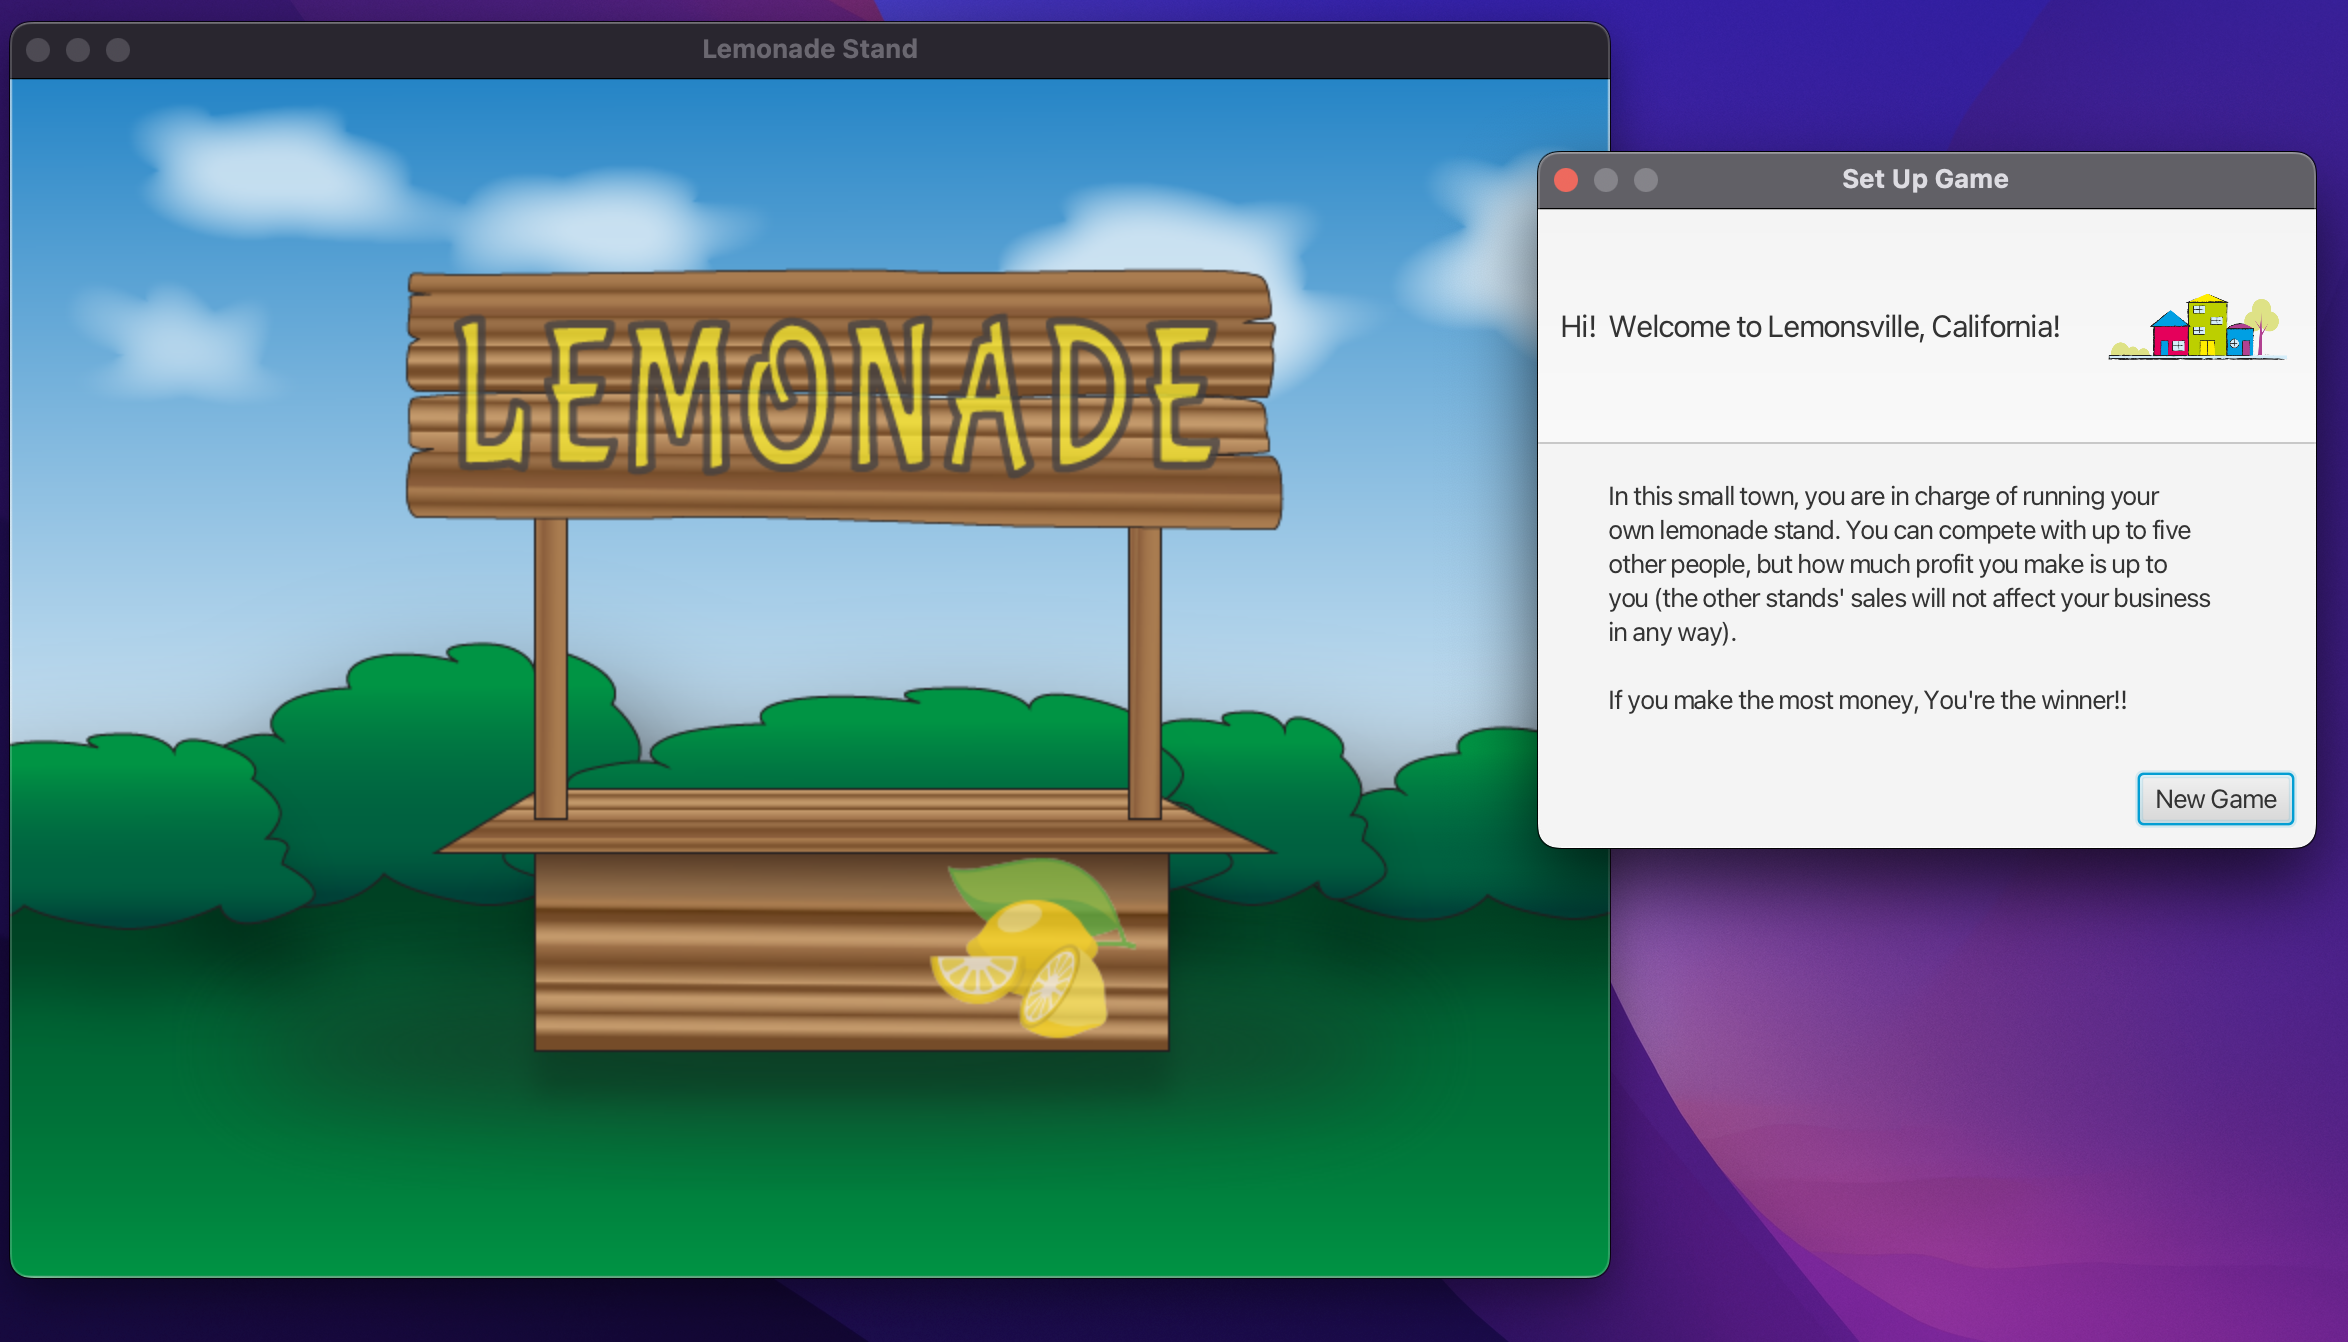 Lemonade Stand
LEMONADE
Set Up Game
Hi!  Welcome to Lemonsville, California!
In this small town, you are in charge of running your
own lemonade stand. You can compete with up to five
other people, but how much profit you make is up to
you (the other stands' sales will not affect your business
in any way).
If you make the most money, You're the winner!!
New Game